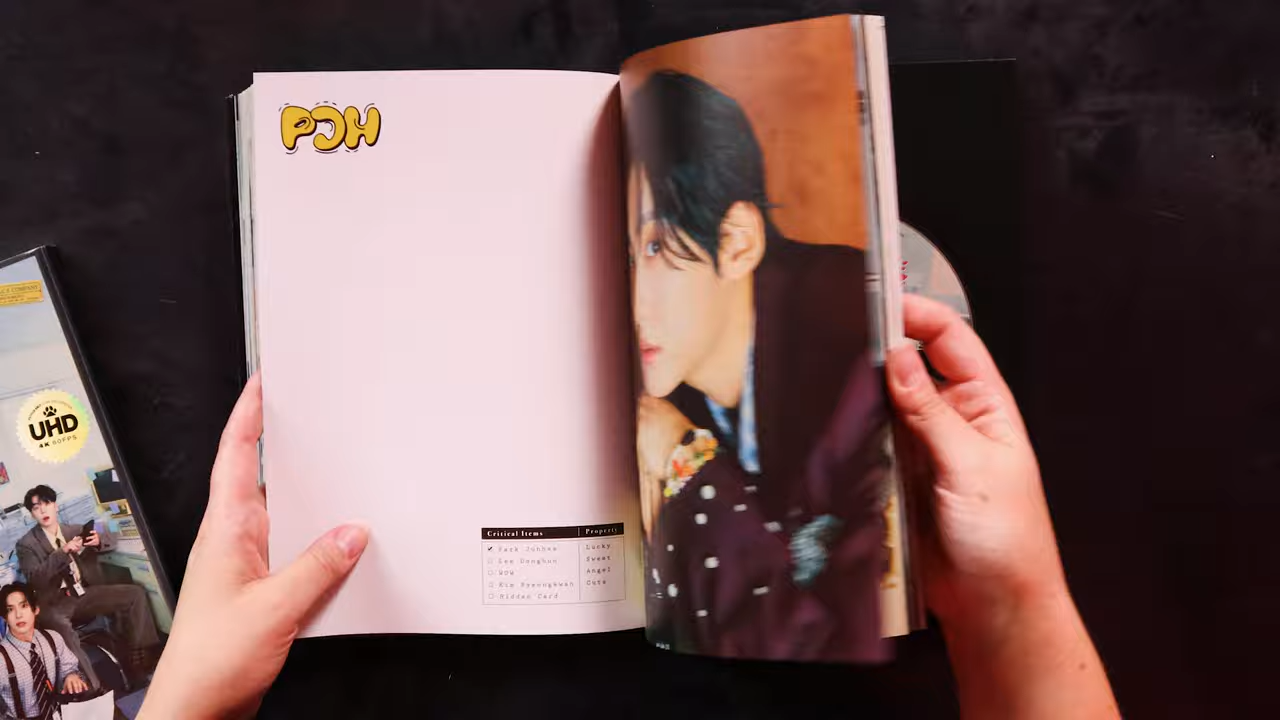 PJH
UHD
4K 60FPS
Critical Items | Property
✔ Park Junhee
☐ Lee Donghun
☐ WOW
☐ Kim Byeongkwan
☐ Hidden Card
Lucky
Sweet
Angel
Cute